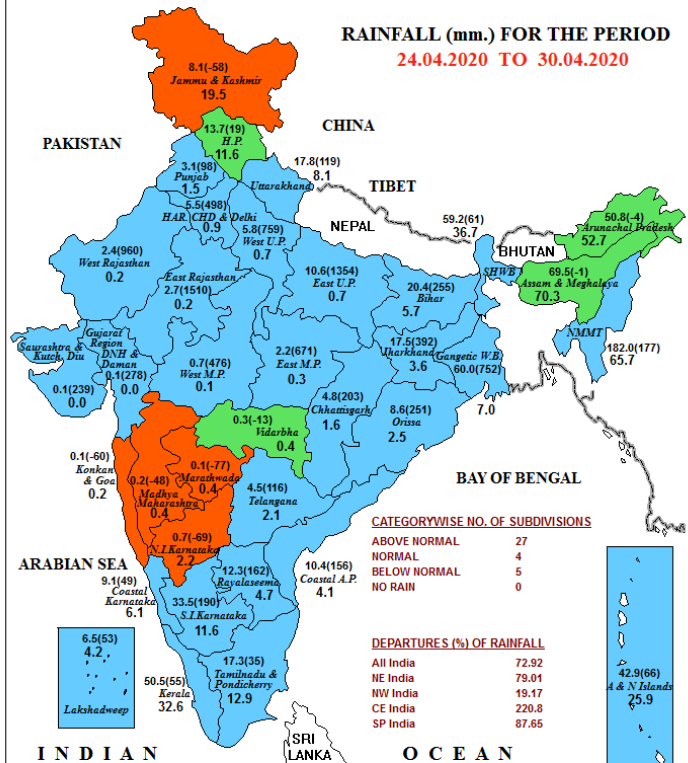 RAINFALL (mm.) FOR THE PERIOD
24.04.2020 TO 30.04.2020
8.1(-58)
Jammu & Kashmir
19.5
CHINA
13.7(19)
H.P.
11.6
PAKISTAN
3.1(98)
Punjab
1.5
17.8(119)
Uttarakhand
8.1
TIBET
5.5(498)
HAR. CHD & Delhi
0.9
5.8(759)
West U.P.
0.7
NEPAL
59.2(61)
36.7
SHWB
BHUTAN
50.8(-4)
Arunachal Pradesh
52.7
2.4(960)
West Rajasthan
0.2
East Rajasthan
2.7(1510)
0.2
10.6(1354)
East U.P.
0.7
20.4(255)
Bihar
5.7
69.5(-1)
Assam & Meghalaya
70.3
Saurashtra &
Kutch, Diu
0.1(239)
0.0
Gujarat
Region
DNH &
Daman
0.1(278)
0.0
0.7(476)
West M.P.
0.1
2.2(671)
East M.P.
0.3
17.5(392)
Jharkhand
3.6
Gangetic W.B.
60.0(752)
7.0
NMMT
182.0(177)
65.7
4.8(203)
Chhattisgarh
1.6
8.6(251)
Orissa
2.5
0.3(-13)
Vidarbha
0.4
0.1(-60)
Konkan
& Goa
0.2
0.2(-48)
Madhya
Maharashtra
0.4
0.1(-77)
Marathwada
0.4
4.5(116)
Telangana
2.1
BAY OF BENGAL
0.7(-69)
N.I.Karnataka
2.2
ARABIAN SEA
9.1(49)
Coastal
Karnataka
6.1
12.3(162)
Rayalaseema
4.7
10.4(156)
Coastal A.P.
4.1
33.5(190)
S.I.Karnataka
11.6
CATEGORYWISE NO. OF SUBDIVISIONS
ABOVE NORMAL 27
NORMAL 4
BELOW NORMAL 5
NO RAIN 0
6.5(53)
4.2
Lakshadweep
50.5(55)
Kerala
32.6
17.3(35)
Tamilnadu &
Pondicherry
12.9
DEPARTURES (%) OF RAINFALL
All India 72.92
NE India 79.01
NW India 19.17
CE India 220.8
SP India 87.65
42.9(66)
A & N Islands
25.9
SRI
LANKA
INDIAN OCEAN